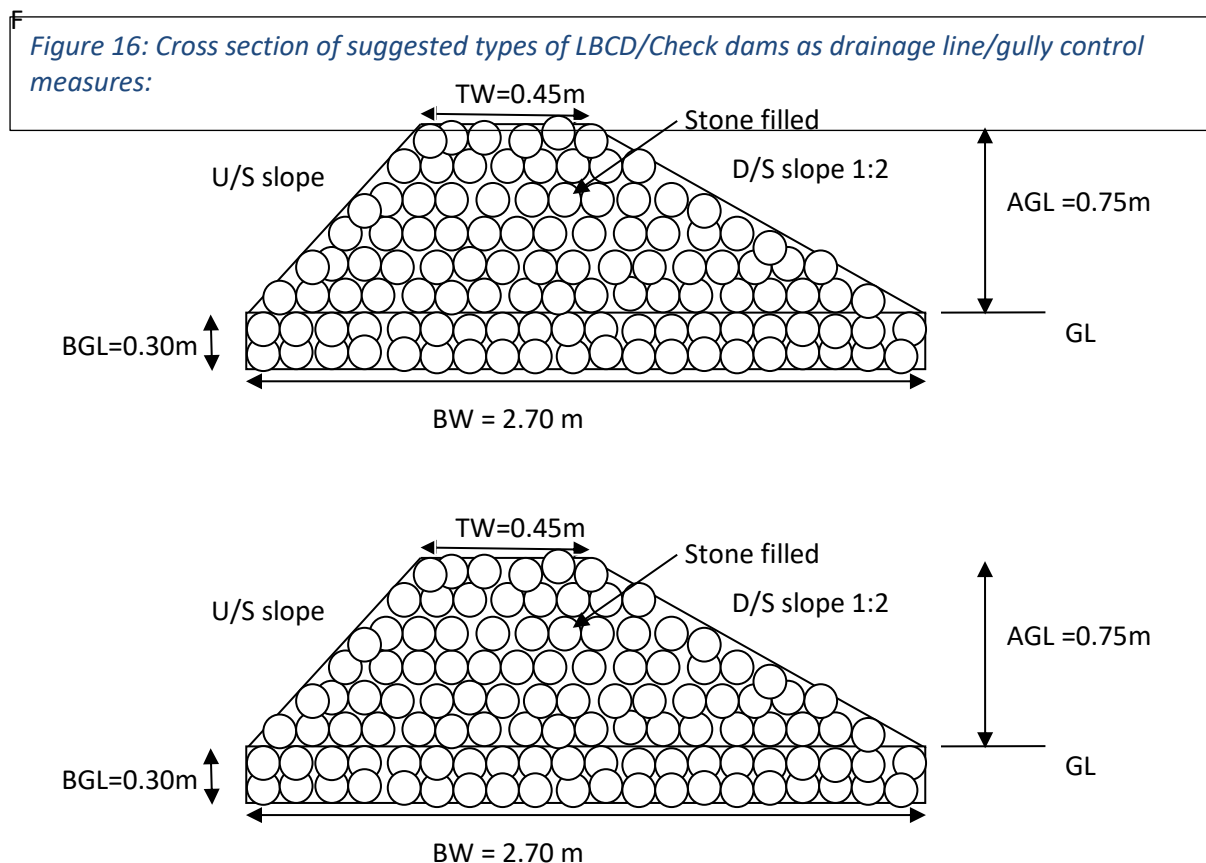 F
Figure 16: Cross section of suggested types of LBCD/Check dams as drainage line/gully control
measures:
TW=0.45m
Stone filled
U/S slope
D/S slope 1:2
AGL =0.75m
BGL=0.30m
GL
BW = 2.70 m
TW=0.45m
Stone filled
U/S slope
D/S slope 1:2
AGL =0.75m
BGL=0.30m
GL
BW = 2.70 m